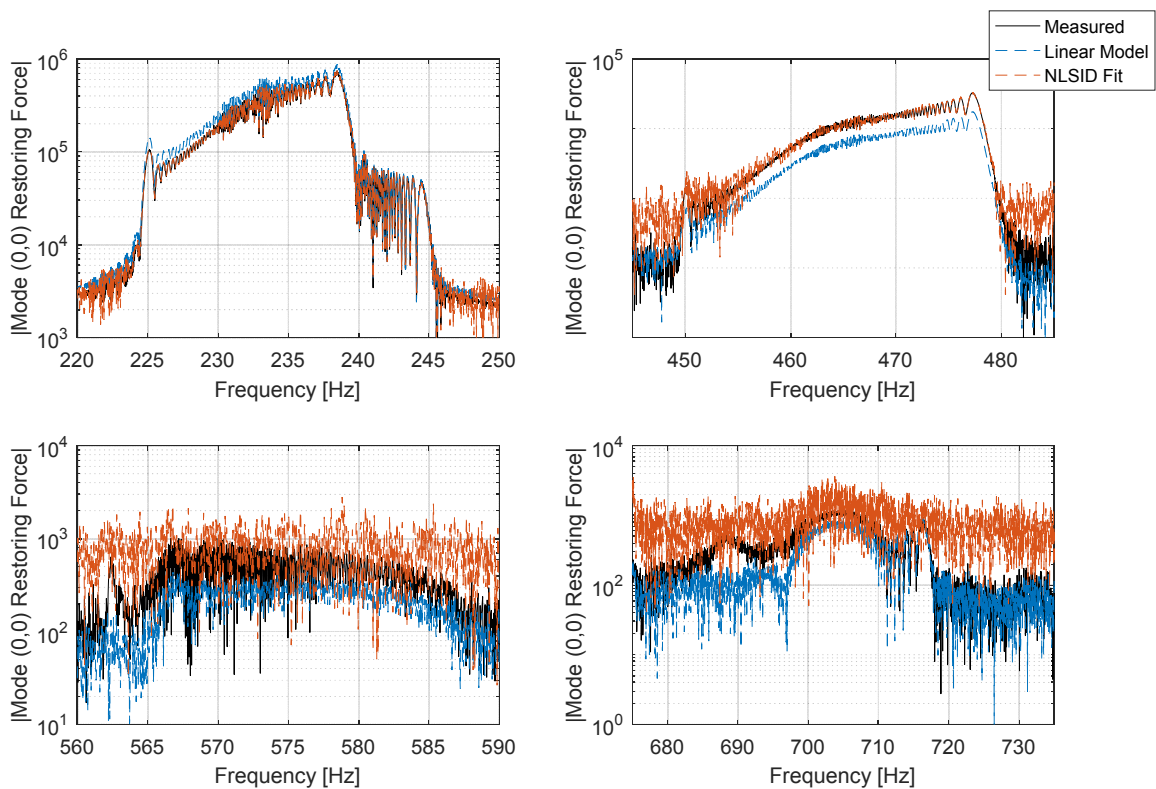 Measured
Linear Model
NLSID Fit
|Mode (0,0) Restoring Force|
10^6
10^5
10^4
10^3
220 225 230 235 240 245 250
Frequency [Hz]
|Mode (0,0) Restoring Force|
10^5
450 460 470 480
Frequency [Hz]
|Mode (0,0) Restoring Force|
10^4
10^3
10^2
10^1
560 565 570 575 580 585 590
Frequency [Hz]
|Mode (0,0) Restoring Force|
10^4
10^2
10^0
680 690 700 710 720 730
Frequency [Hz]